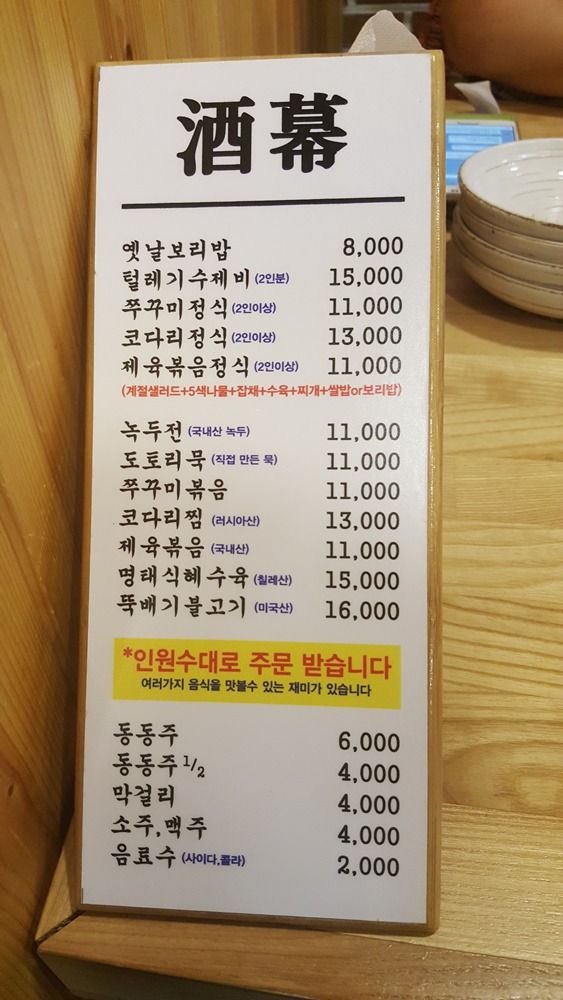 酒幕
옛날보리밥 8,000
털레기수제비 (2인분) 15,000
쭈꾸미정식 (2인이상) 11,000
코다리정식 (2인이상) 13,000
제육볶음정식 (2인이상) 11,000
(계절샐러드+5색나물+잡채+수육+찌개+쌀밥or보리밥)
녹두전 (국내산 녹두) 11,000
도토리묵 (직접 만든 묵) 11,000
쭈꾸미볶음 11,000
코다리찜 (러시아산) 13,000
제육볶음 (국내산) 11,000
명태식혜수육 (칠레산) 15,000
뚝배기불고기 (미국산) 16,000
*인원수대로 주문 받습니다
여러가지 음식을 맛볼수 있는 재미가 있습니다
동동주 6,000
동동주 1/2 4,000
막걸리 4,000
소주,맥주 4,000
음료수 (사이다,콜라) 2,000